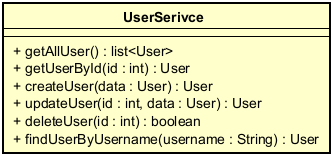 UserSerivce
+ getAllUser() : list<User>
+ getUserById(id : int) : User
+ createUser(data : User) : User
+ updateUser(id : int, data : User) : User
+ deleteUser(id : int) : boolean
+ findUserByUsername(username : String) : User